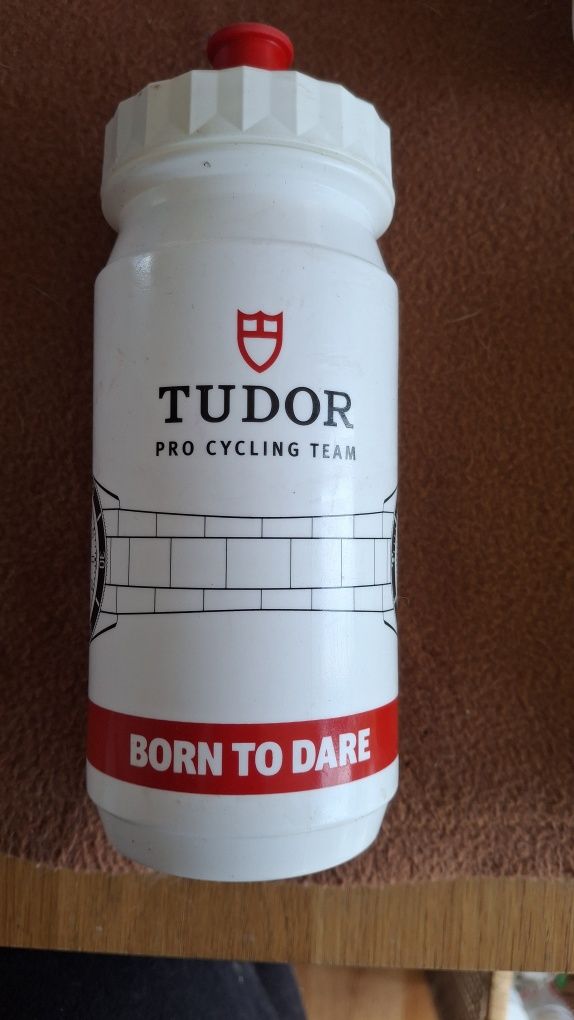 TUDOR
PRO CYCLING TEAM
BORN TO DARE